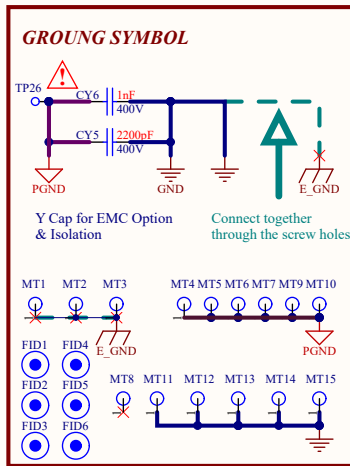 GROUNG SYMBOL
TP26
CY6 1nF
400V
CY5 2200pF
400V
PGND
GND
E_GND
Y Cap for EMC Option
& Isolation
Connect together
through the screw holes
MT1 MT2 MT3
MT4 MT5 MT6 MT7 MT9 MT10
E_GND
PGND
FID1 FID4
FID2 FID5
FID3 FID6
MT8 MT11 MT12 MT13 MT14 MT15